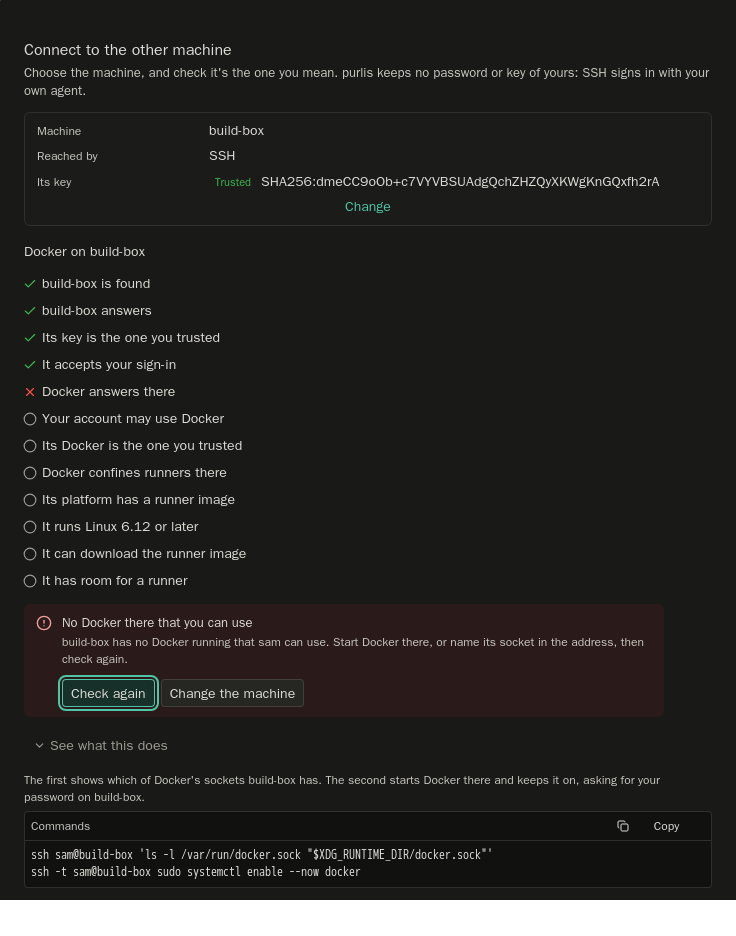 Connect to the other machine
Choose the machine, and check it's the one you mean. purlis keeps no password or key of yours: SSH signs in with your
own agent.
Machine build-box
Reached by SSH
Its key Trusted SHA256:dmeCC9oOb+c7VYVBSUAdgQchZHZQyXKWgKnGQxfh2rA
Change
Docker on build-box
build-box is found
build-box answers
Its key is the one you trusted
It accepts your sign-in
Docker answers there
Your account may use Docker
Its Docker is the one you trusted
Docker confines runners there
Its platform has a runner image
It runs Linux 6.12 or later
It can download the runner image
It has room for a runner
No Docker there that you can use
build-box has no Docker running that sam can use. Start Docker there, or name its socket in the address, then
check again.
Check again Change the machine
See what this does
The first shows which of Docker's sockets build-box has. The second starts Docker there and keeps it on, asking for your
password on build-box.
Commands Copy
ssh sam@build-box 'ls -l /var/run/docker.sock "$XDG_RUNTIME_DIR/docker.sock"'
ssh -t sam@build-box sudo systemctl enable --now docker